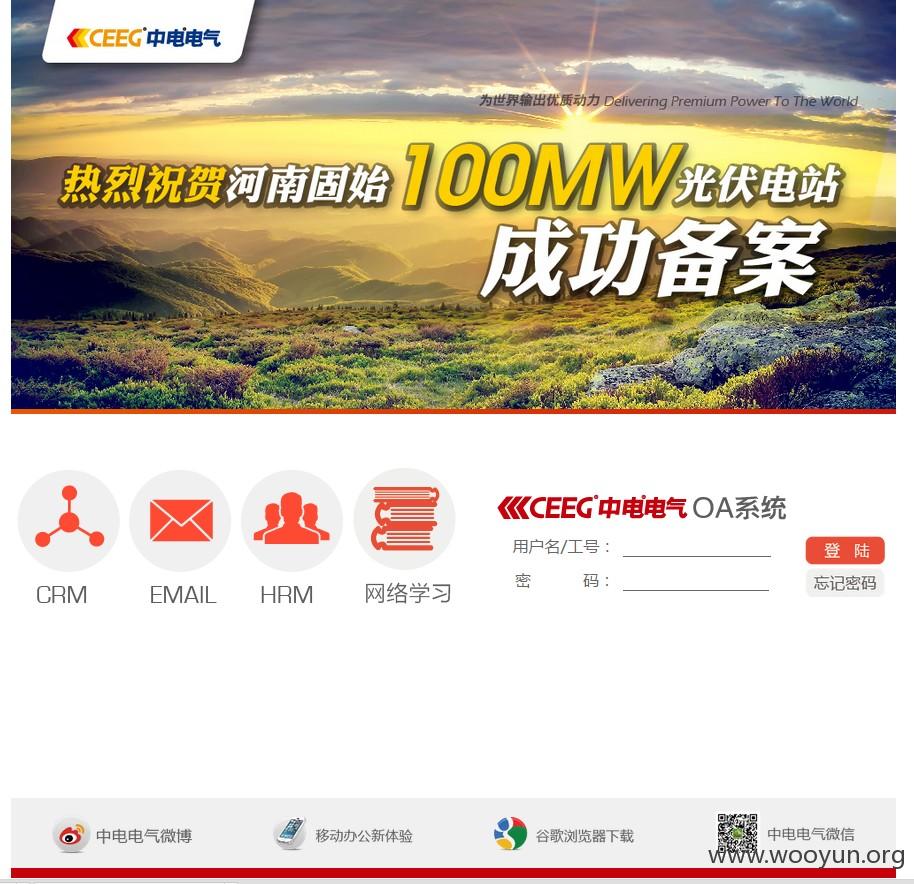 CEEG 中电电气
为世界输出优质动力 Delivering Premium Power To The World
热烈祝贺河南固始100MW光伏电站
成功备案
CEEG 中电电气 OA系统
用户名/工号：
登 陆
密 码：
忘记密码
CRM EMAIL HRM 网络学习
中电电气微博 移动办公新体验 谷歌浏览器下载 中电电气微信
www.wooyun.org